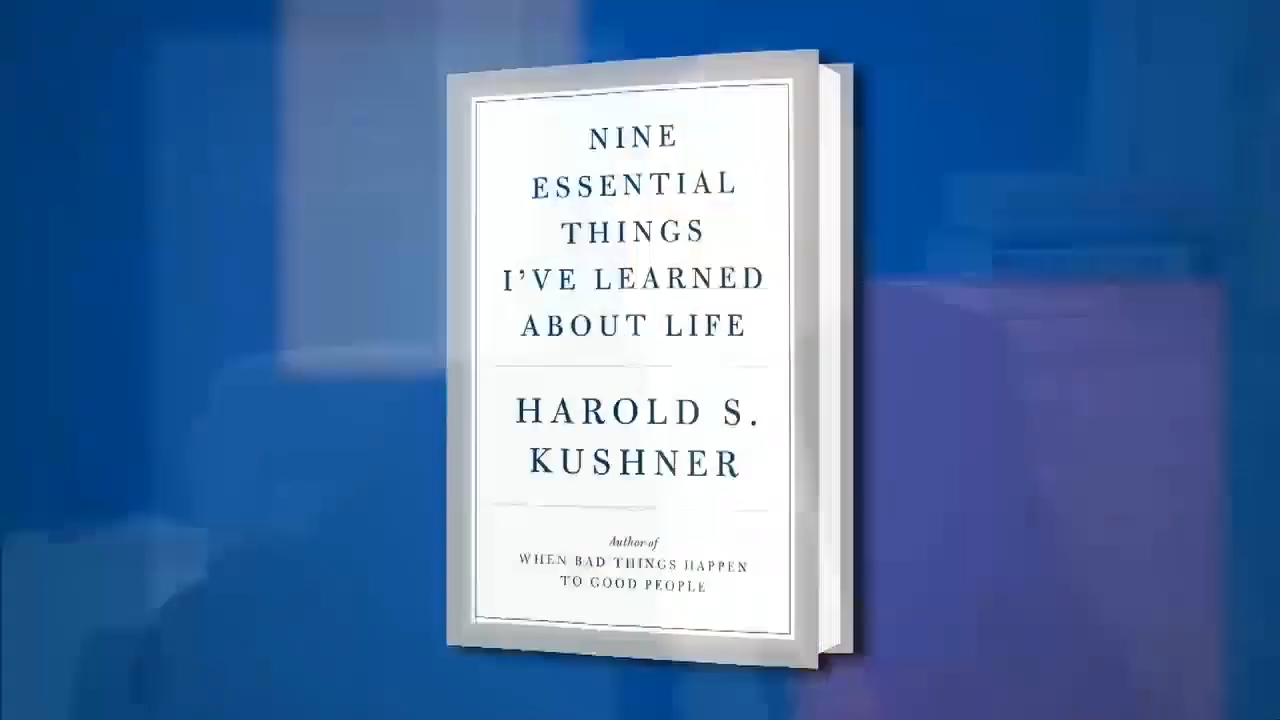 NINE
ESSENTIAL
THINGS
I'VE LEARNED
ABOUT LIFE
HAROLD S.
KUSHNER
Author of
WHEN BAD THINGS HAPPEN
TO GOOD PEOPLE